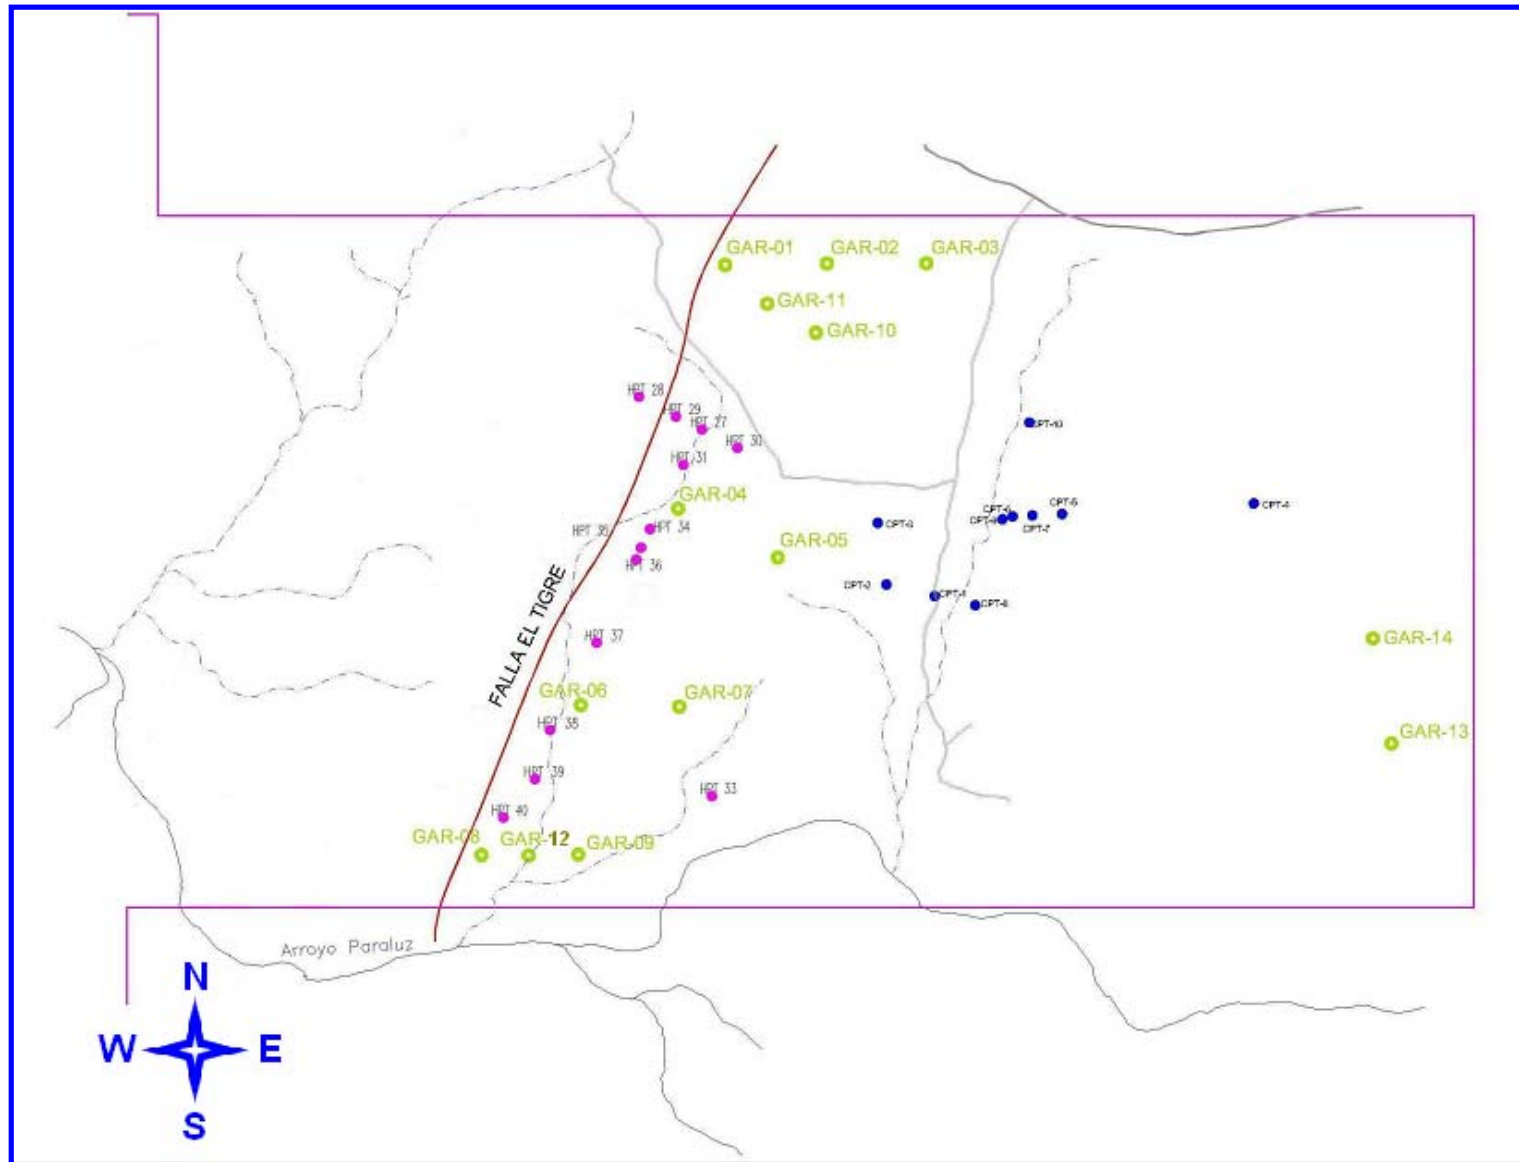 GAR-01
GAR-02
GAR-03
GAR-11
GAR-10
HPT 28
HPT 29
HPT 27
HPT 30
HPT 31
GAR-04
HPT 34
HPT 35
HPT 36
GAR-05
FALLA EL TIGRE
HPT 37
GAR-06
GAR-07
HPT 38
HPT 39
HPT 33
HPT 40
GAR-08
GAR-12
GAR-09
GAR-14
GAR-13
Arroyo Paraluz
N
W
E
S